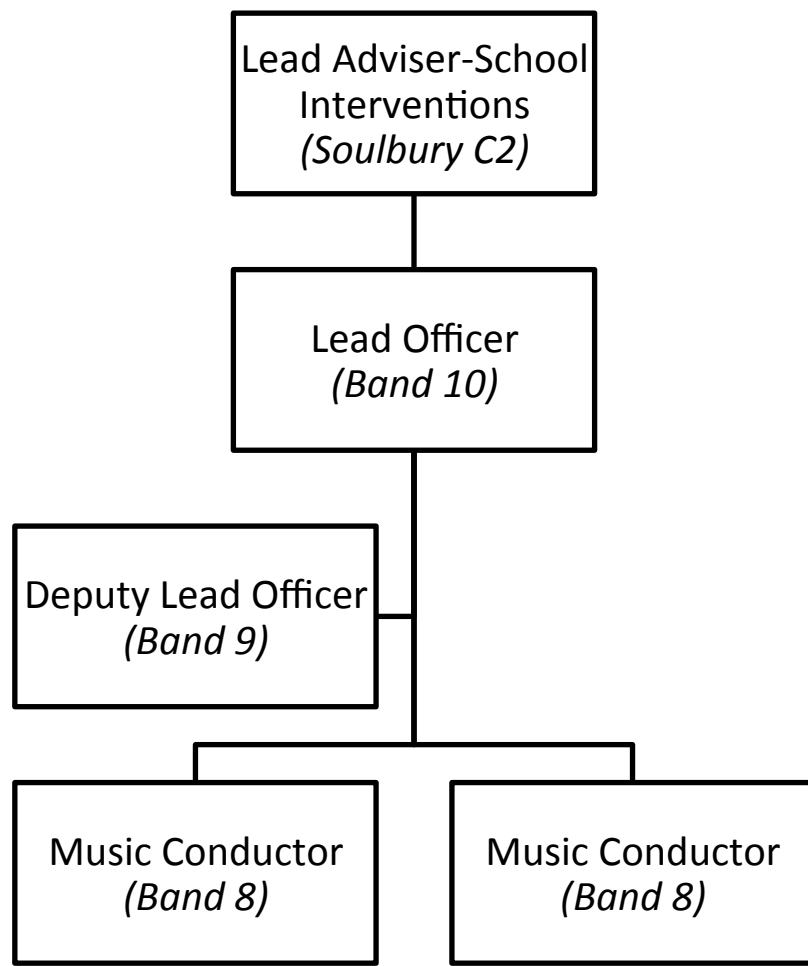 Lead Adviser-School
Interventions
(Soulbury C2)
Lead Officer
(Band 10)
Deputy Lead Officer
(Band 9)
Music Conductor
(Band 8)
Music Conductor
(Band 8)